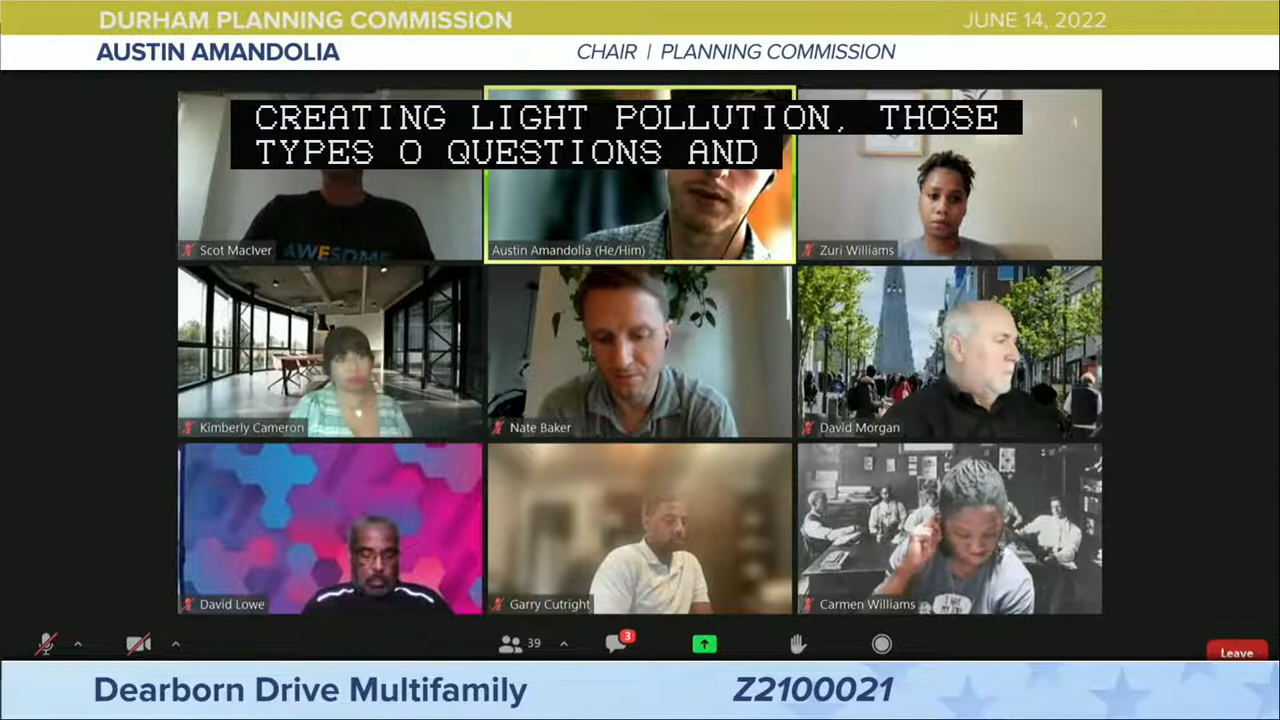 DURHAM PLANNING COMMISSION
JUNE 14, 2022
AUSTIN AMANDOLIA
CHAIR | PLANNING COMMISSION
CREATING LIGHT POLLUTION, THOSE
TYPES O QUESTIONS AND
AWESOME
Scot MacIver
Austin Amandolia (He/Him)
Zuri Williams
Kimberly Cameron
Nate Baker
David Morgan
David Lowe
Garry Cutright
Carmen Williams
39
3
Leave
Dearborn Drive Multifamily
Z2100021